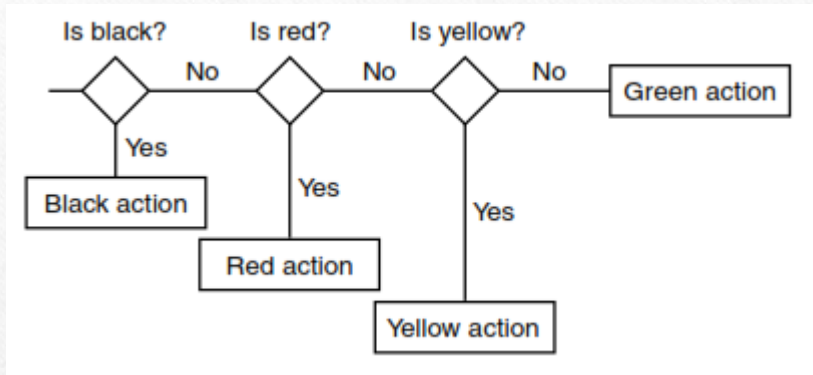 Is black?
Is red?
Is yellow?
No
No
No
Green action
Yes
Black action
Yes
Red action
Yes
Yellow action